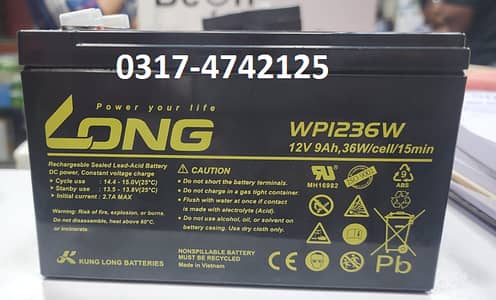 0317-4742125
Power your life
LONG
WP1236W
12V 9Ah,36W/cell/15min
Rechargeable Sealed Lead-Acid Battery
DC power, Constant voltage charge
• Cycle use : 14.4 - 15.0V(25°C)
• Stanby use : 13.5 - 13.8V(25°C)
• Initial current : 2.7A MAX
Warning: Risk of fire, explosion, or burns.
Do not disassemble, heat above 60°C,
or incinerate.
KUNG LONG BATTERIES
CAUTION
• Do not short the battery terminals.
• Do not charge in a gas tight container.
• Flush with water at once if contact
is made with electrolyte (Acid).
• Do not use alcohol, oil, or solvent on
battery casing. Use dry cloth only.
NONSPILLABLE BATTERY
MUST BE RECYCLED
Made in Vietnam
MH16982
9
ABS
Pb